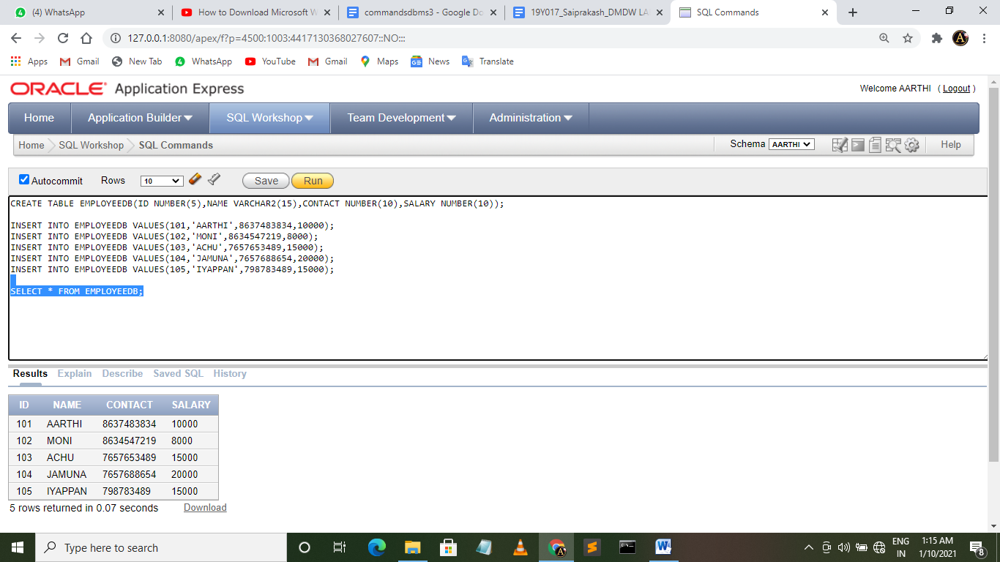 (4) WhatsApp
How to Download Microsoft W
commandsdbms3 - Google Do
19Y017_Saiprakash_DMDW LA
SQL Commands
127.0.0.1:8080/apex/f?p=4500:1003:4417130368027607::NO:::
Apps Gmail New Tab WhatsApp YouTube Gmail Maps News Translate
ORACLE Application Express
Welcome AARTHI ( Logout )
Home Application Builder SQL Workshop Team Development Administration
Home SQL Workshop SQL Commands Schema AARTHI Help
Autocommit Rows 10 Save Run
CREATE TABLE EMPLOYEEDB(ID NUMBER(5),NAME VARCHAR2(15),CONTACT NUMBER(10),SALARY NUMBER(10));
INSERT INTO EMPLOYEEDB VALUES(101,'AARTHI',8637483834,10000);
INSERT INTO EMPLOYEEDB VALUES(102,'MONI',8634547219,8000);
INSERT INTO EMPLOYEEDB VALUES(103,'ACHU',7657653489,15000);
INSERT INTO EMPLOYEEDB VALUES(104,'JAMUNA',7657688654,20000);
INSERT INTO EMPLOYEEDB VALUES(105,'IYAPPAN',798783489,15000);
SELECT * FROM EMPLOYEEDB;
Results Explain Describe Saved SQL History
ID NAME CONTACT SALARY
101 AARTHI 8637483834 10000
102 MONI 8634547219 8000
103 ACHU 7657653489 15000
104 JAMUNA 7657688654 20000
105 IYAPPAN 798783489 15000
5 rows returned in 0.07 seconds Download
Type here to search
ENG
IN
1:15 AM
1/10/2021
8